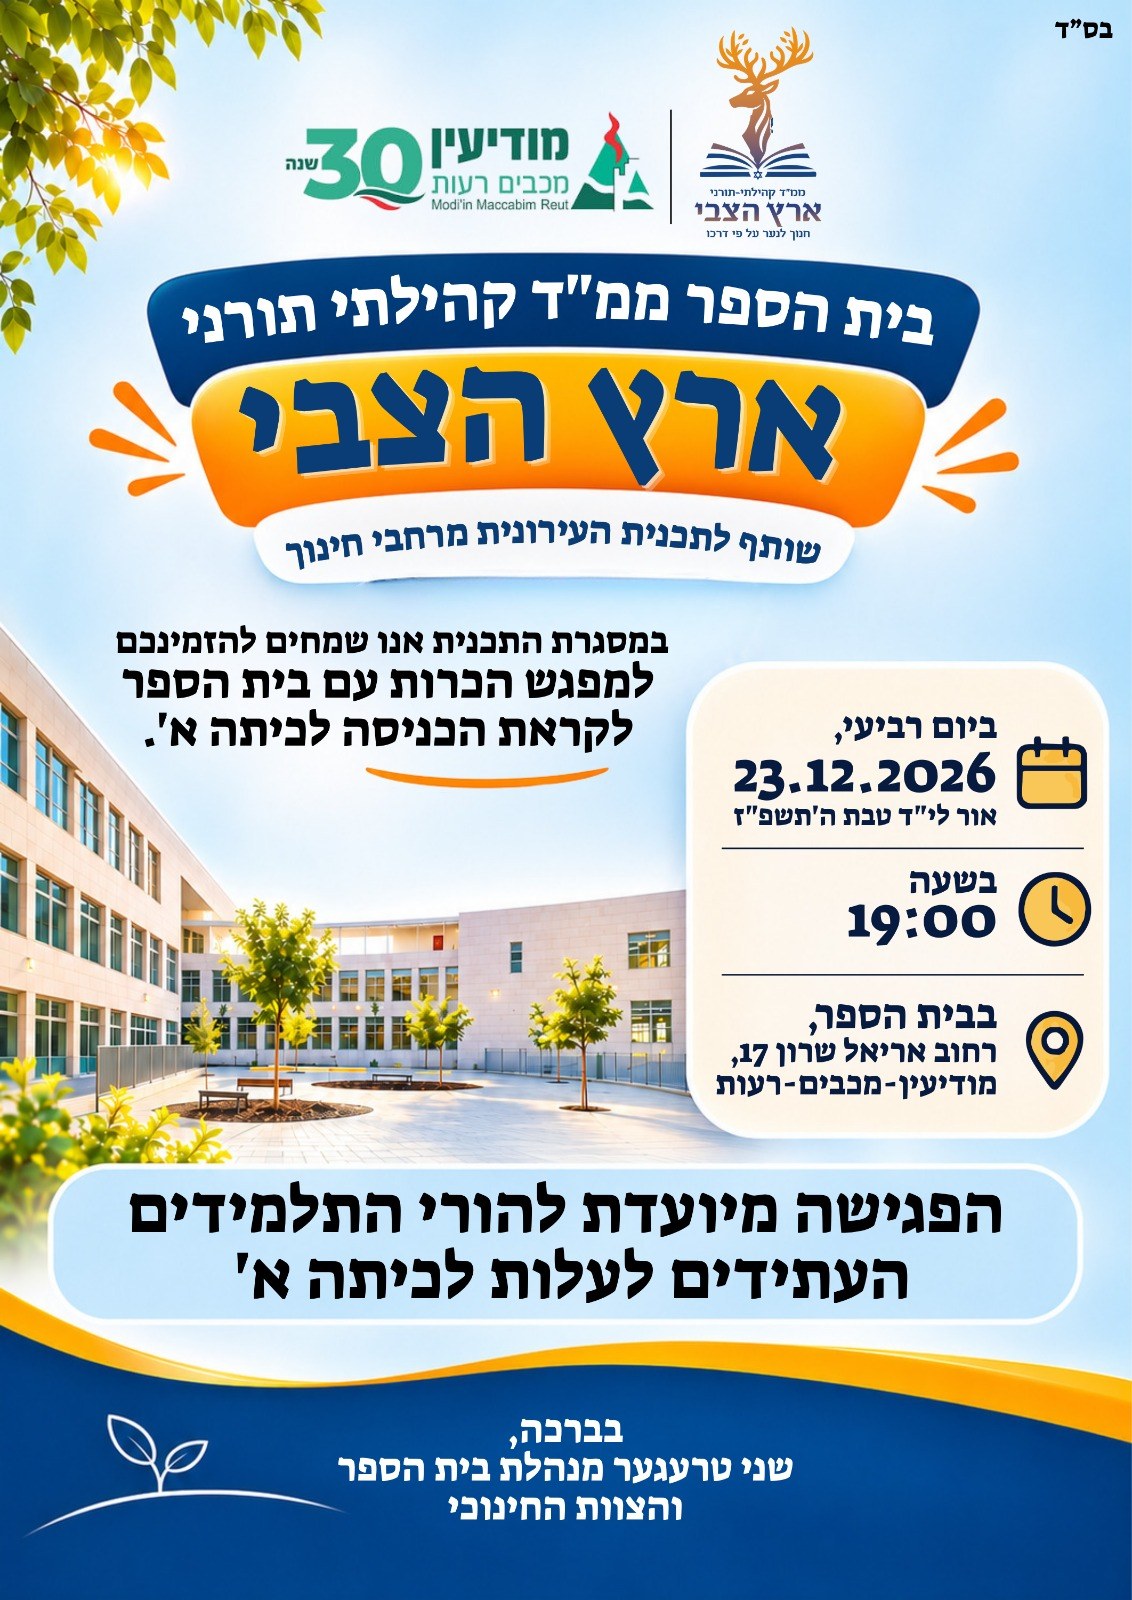 בס"ד
ממ"ד קהילתי-תורני
ארץ הצבי
חנוך לנער על פי דרכו
מודיעין
מכבים רעות
Modi'in Maccabim Reut
30 שנה
בית הספר ממ"ד קהילתי תורני
ארץ הצבי
שותף לתכנית העירונית מרחבי חינוך
במסגרת התכנית אנו שמחים להזמינכם
למפגש הכרות עם בית הספר
לקראת הכניסה לכיתה א'.
ביום רביעי,
23.12.2026
אור לי"ד טבת ה'תשפ"ז
בשעה
19:00
בבית הספר,
רחוב אריאל שרון 17,
מודיעין-מכבים-רעות
הפגישה מיועדת להורי התלמידים
העתידים לעלות לכיתה א'
בברכה,
שני טרעגער מנהלת בית הספר
והצוות החינוכי